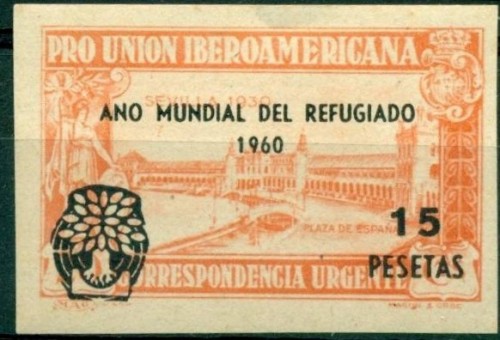 PRO UNION IBEROAMERICANA
SEVILLA 1930
ANO MUNDIAL DEL REFUGIADO
1960
PLAZA DE ESPAÑA
15
PESETAS
CORRESPONDENCIA URGENTE